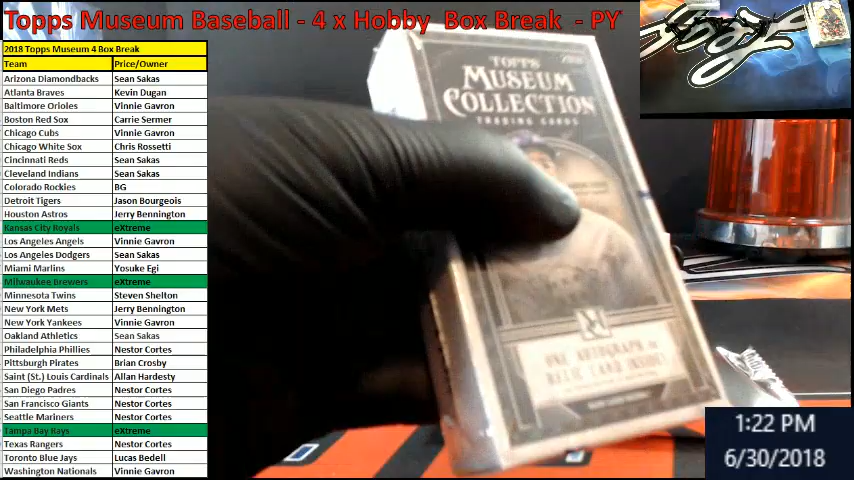 Topps Museum Baseball - 4 x Hobby Box Break - PY
2018 Topps Museum 4 Box Break
Team Price/Owner
Arizona Diamondbacks Sean Sakas
Atlanta Braves Kevin Dugan
Baltimore Orioles Vinnie Gavron
Boston Red Sox Carrie Sermer
Chicago Cubs Vinnie Gavron
Chicago White Sox Chris Rossetti
Cincinnati Reds Sean Sakas
Cleveland Indians Sean Sakas
Colorado Rockies BG
Detroit Tigers Jason Bourgeois
Houston Astros Jerry Bennington
Kansas City Royals eXtreme
Los Angeles Angels Vinnie Gavron
Los Angeles Dodgers Sean Sakas
Miami Marlins Yosuke Egi
Milwaukee Brewers eXtreme
Minnesota Twins Steven Shelton
New York Mets Jerry Bennington
New York Yankees Vinnie Gavron
Oakland Athletics Sean Sakas
Philadelphia Phillies Nestor Cortes
Pittsburgh Pirates Brian Crosby
Saint (St.) Louis Cardinals Allan Hardesty
San Diego Padres Nestor Cortes
San Francisco Giants Nestor Cortes
Seattle Mariners Nestor Cortes
Tampa Bay Rays eXtreme
Texas Rangers Nestor Cortes
Toronto Blue Jays Lucas Bedell
Washington Nationals Vinnie Gavron
TOPPS
MUSEUM
COLLECTION
TRADING CARDS
ONE AUTOGRAPH or
RELIC CARD INSIDE!
1:22 PM
6/30/2018